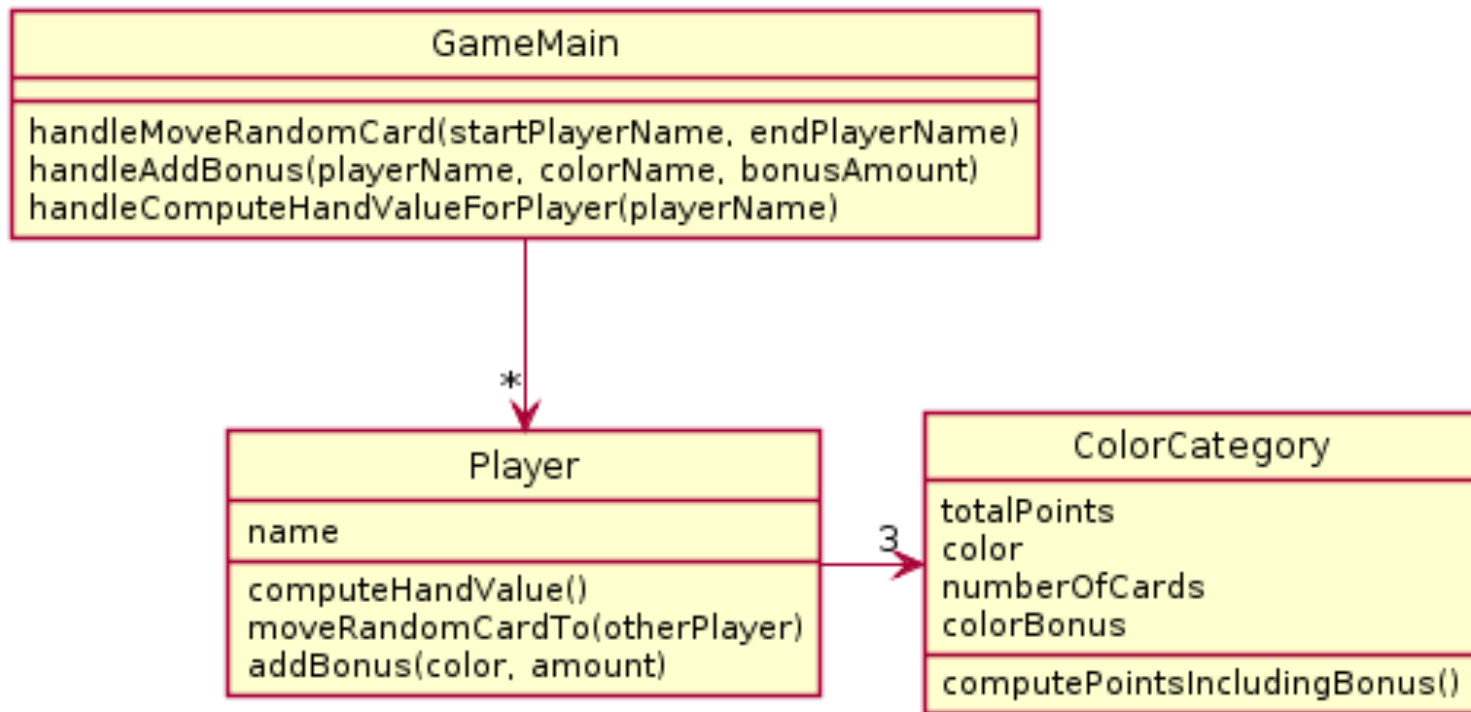 GameMain
handleMoveRandomCard(startPlayerName, endPlayerName)
handleAddBonus(playerName, colorName, bonusAmount)
handleComputeHandValueForPlayer(playerName)
*
Player
name
computeHandValue()
moveRandomCardTo(otherPlayer)
addBonus(color, amount)
3
ColorCategory
totalPoints
color
numberOfCards
colorBonus
computePointsIncludingBonus()